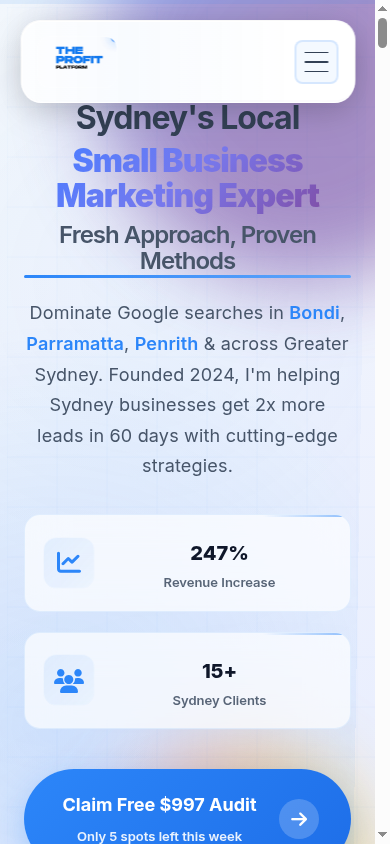 THE
PROFIT
PLATFORM
Sydney's Local
Small Business
Marketing Expert
Fresh Approach, Proven
Methods
Dominate Google searches in Bondi,
Parramatta, Penrith & across Greater
Sydney. Founded 2024, I'm helping
Sydney businesses get 2x more
leads in 60 days with cutting-edge
strategies.
247%
Revenue Increase
15+
Sydney Clients
Claim Free $997 Audit
Only 5 spots left this week